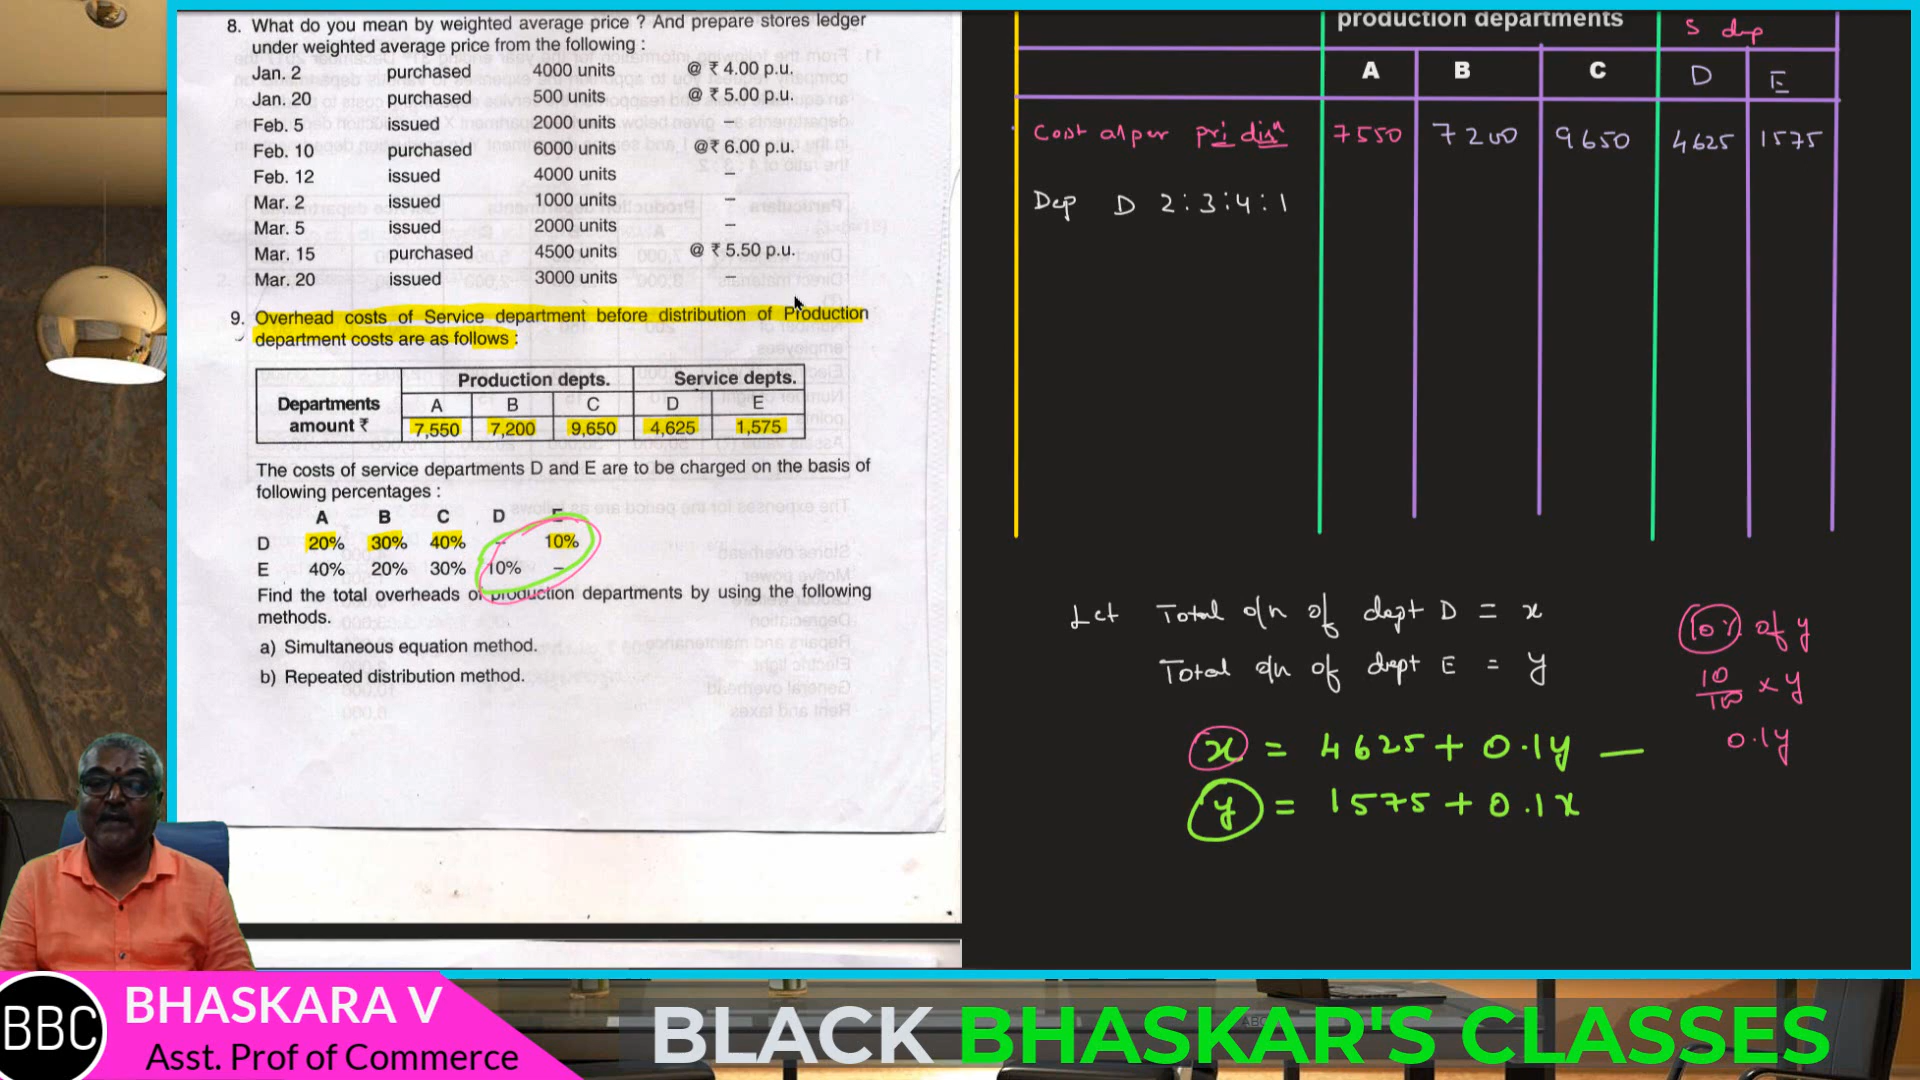 8. What do you mean by weighted average price ? And prepare stores ledger
under weighted average price from the following :
Jan. 2 purchased 4000 units @ ₹ 4.00 p.u.
Jan. 20 purchased 500 units @ ₹ 5.00 p.u.
Feb. 5 issued 2000 units –
Feb. 10 purchased 6000 units @₹ 6.00 p.u.
Feb. 12 issued 4000 units –
Mar. 2 issued 1000 units –
Mar. 5 issued 2000 units –
Mar. 15 purchased 4500 units @ ₹ 5.50 p.u.
Mar. 20 issued 3000 units –
9. Overhead costs of Service department before distribution of Production
department costs are as follows :
Production depts. Service depts.
Departments A B C D E
amount ₹ 7,550 7,200 9,650 4,625 1,575
The costs of service departments D and E are to be charged on the basis of
following percentages :
A B C D E
D 20% 30% 40% – 10%
E 40% 20% 30% 10% –
Find the total overheads of production departments by using the following
methods.
a) Simultaneous equation method.
b) Repeated distribution method.
production departments S dep
A B C D E
Cost as per pri disn 7550 7200 9650 4625 1575
Dep D 2:3:4:1
Let Total o/h of dept D = x
Total o/h of dept E = y
x = 4625 + 0.1y —
y = 1575 + 0.1x
10% of y
10/100 × y
0.1y
BBC
BHASKARA V
Asst. Prof of Commerce
BLACK BHASKAR'S CLASSES